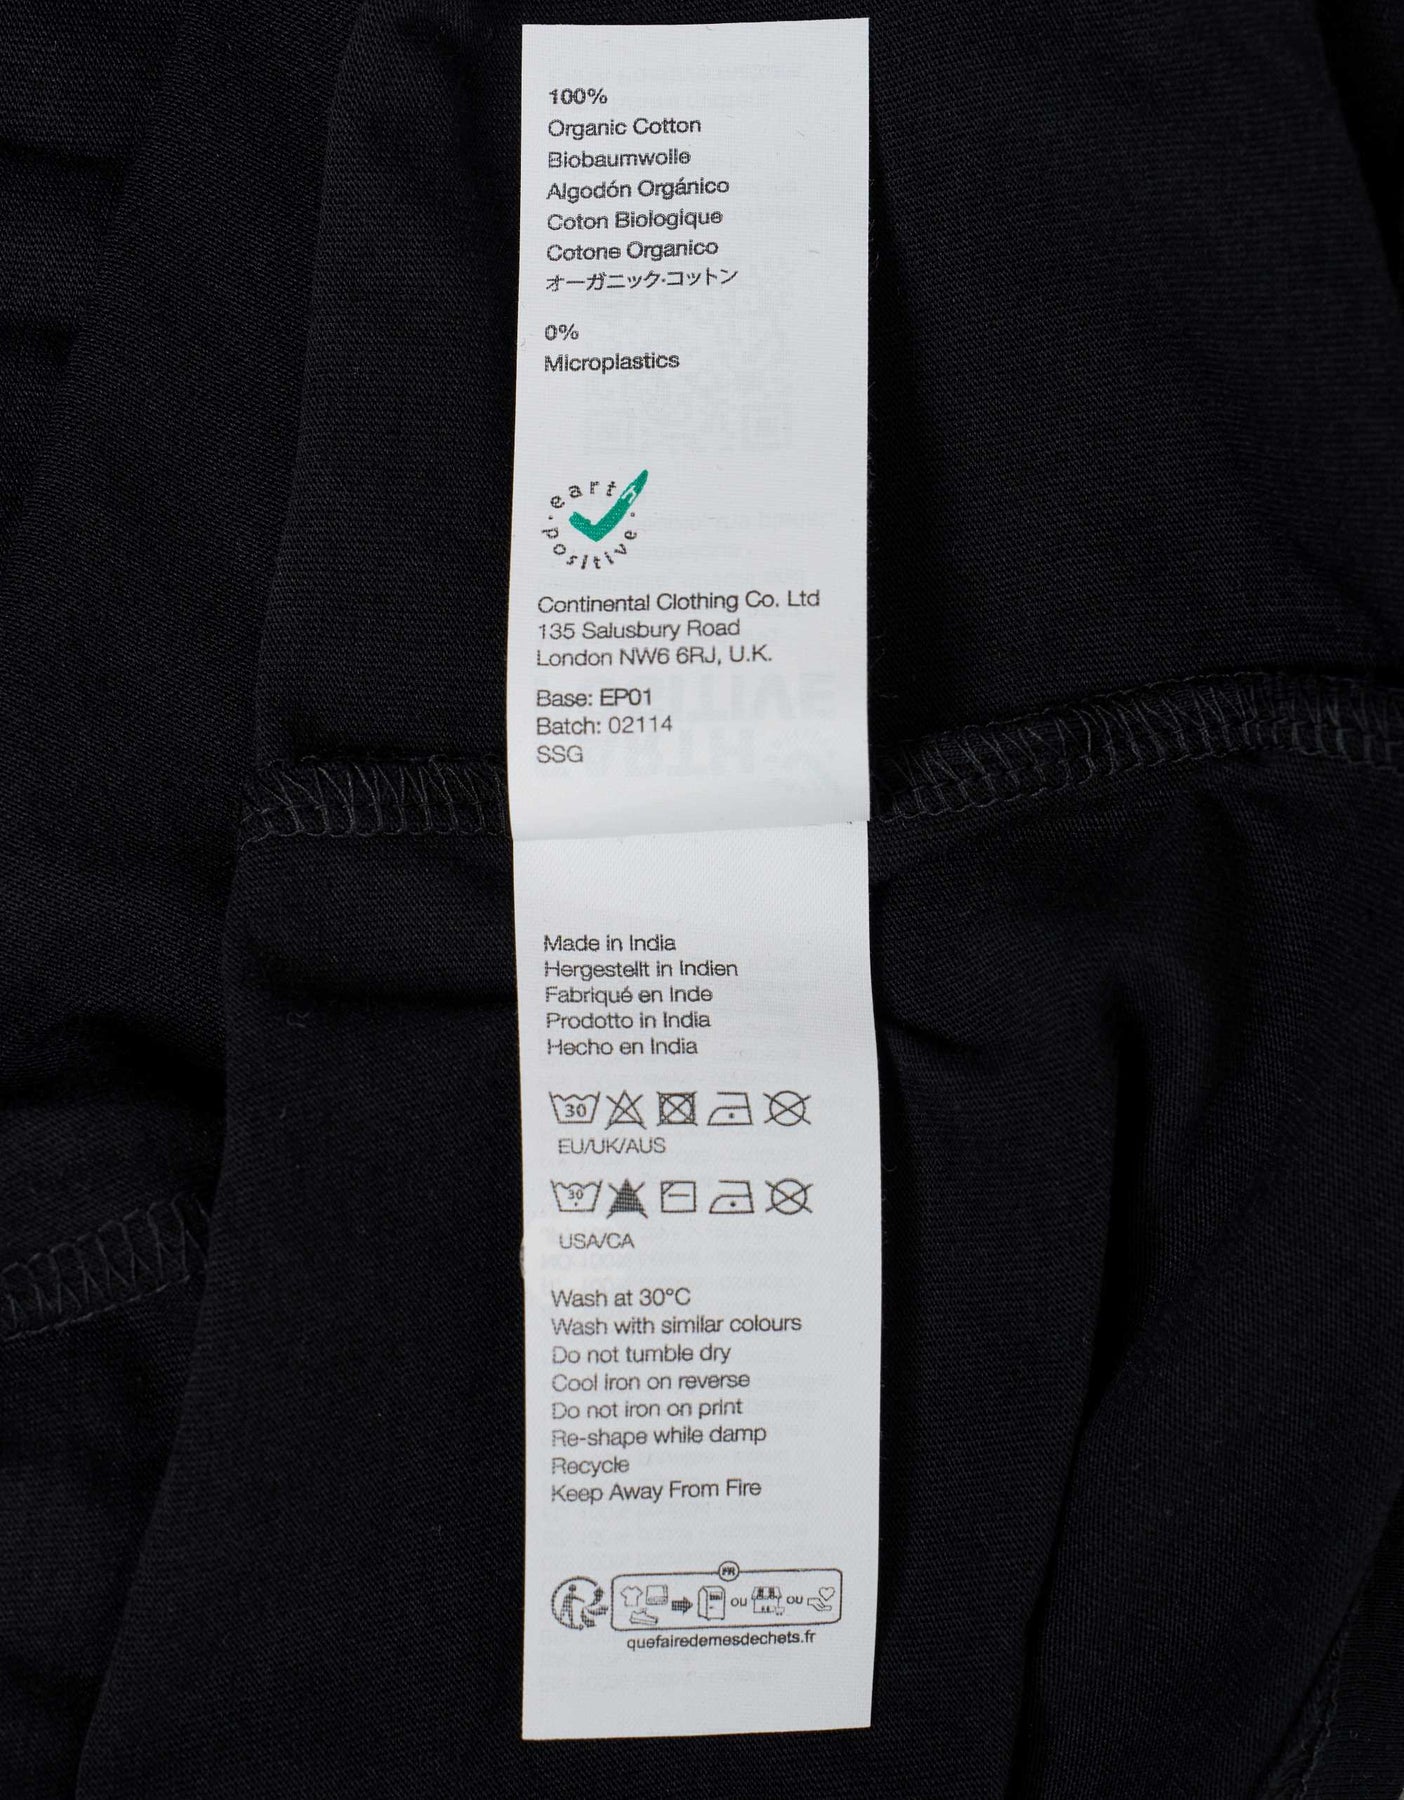 100%
Organic Cotton
Biobaumwolle
Algodón Orgánico
Coton Biologique
Cotone Organico
オーガニック·コットン
0%
Microplastics
earth positive
Continental Clothing Co. Ltd
135 Salusbury Road
London NW6 6RJ, U.K.
Base: EP01
Batch: 02114
SSG
Made in India
Hergestellt in Indien
Fabriqué en Inde
Prodotto in India
Hecho en India
30
EU/UK/AUS
30
USA/CA
Wash at 30°C
Wash with similar colours
Do not tumble dry
Cool iron on reverse
Do not iron on print
Re-shape while damp
Recycle
Keep Away From Fire
FR
OU OU
quefairedemesdechets.fr